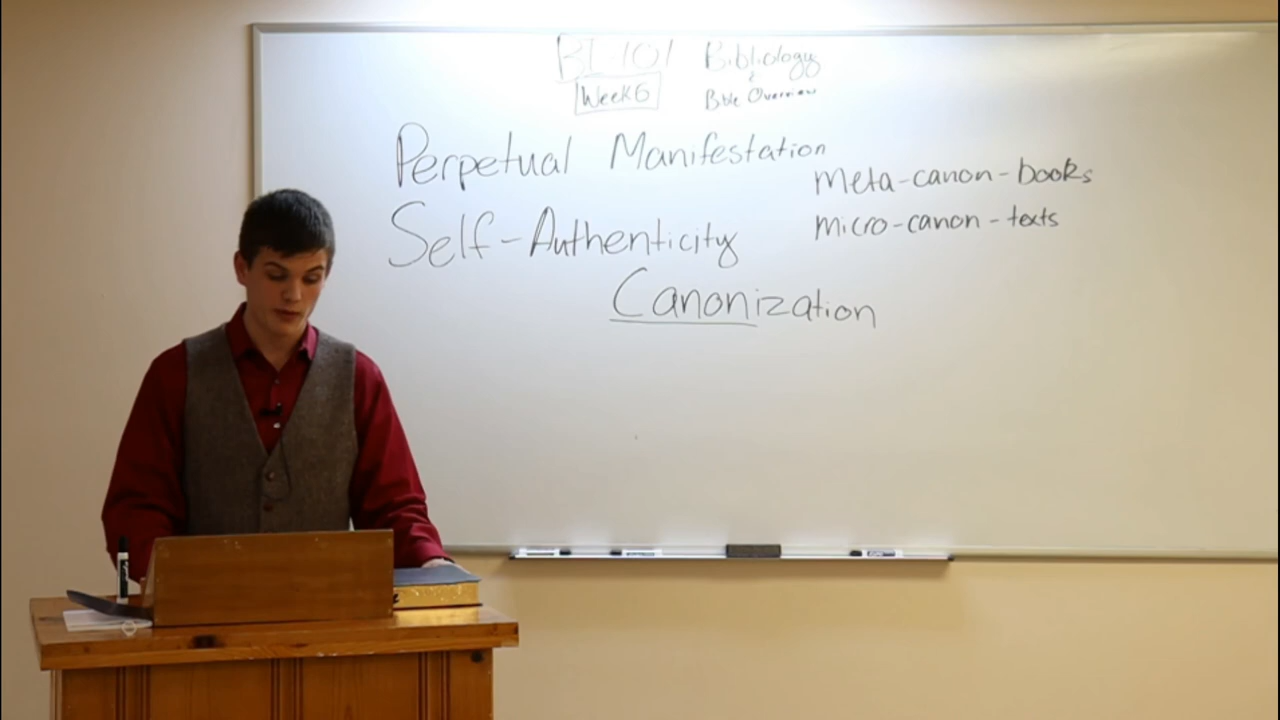 BI-101 Bibliology
Week 6 & Bible Overview
Perpetual Manifestation
Meta-canon-books
Self-Authenticity
micro-canon-texts
Canonization